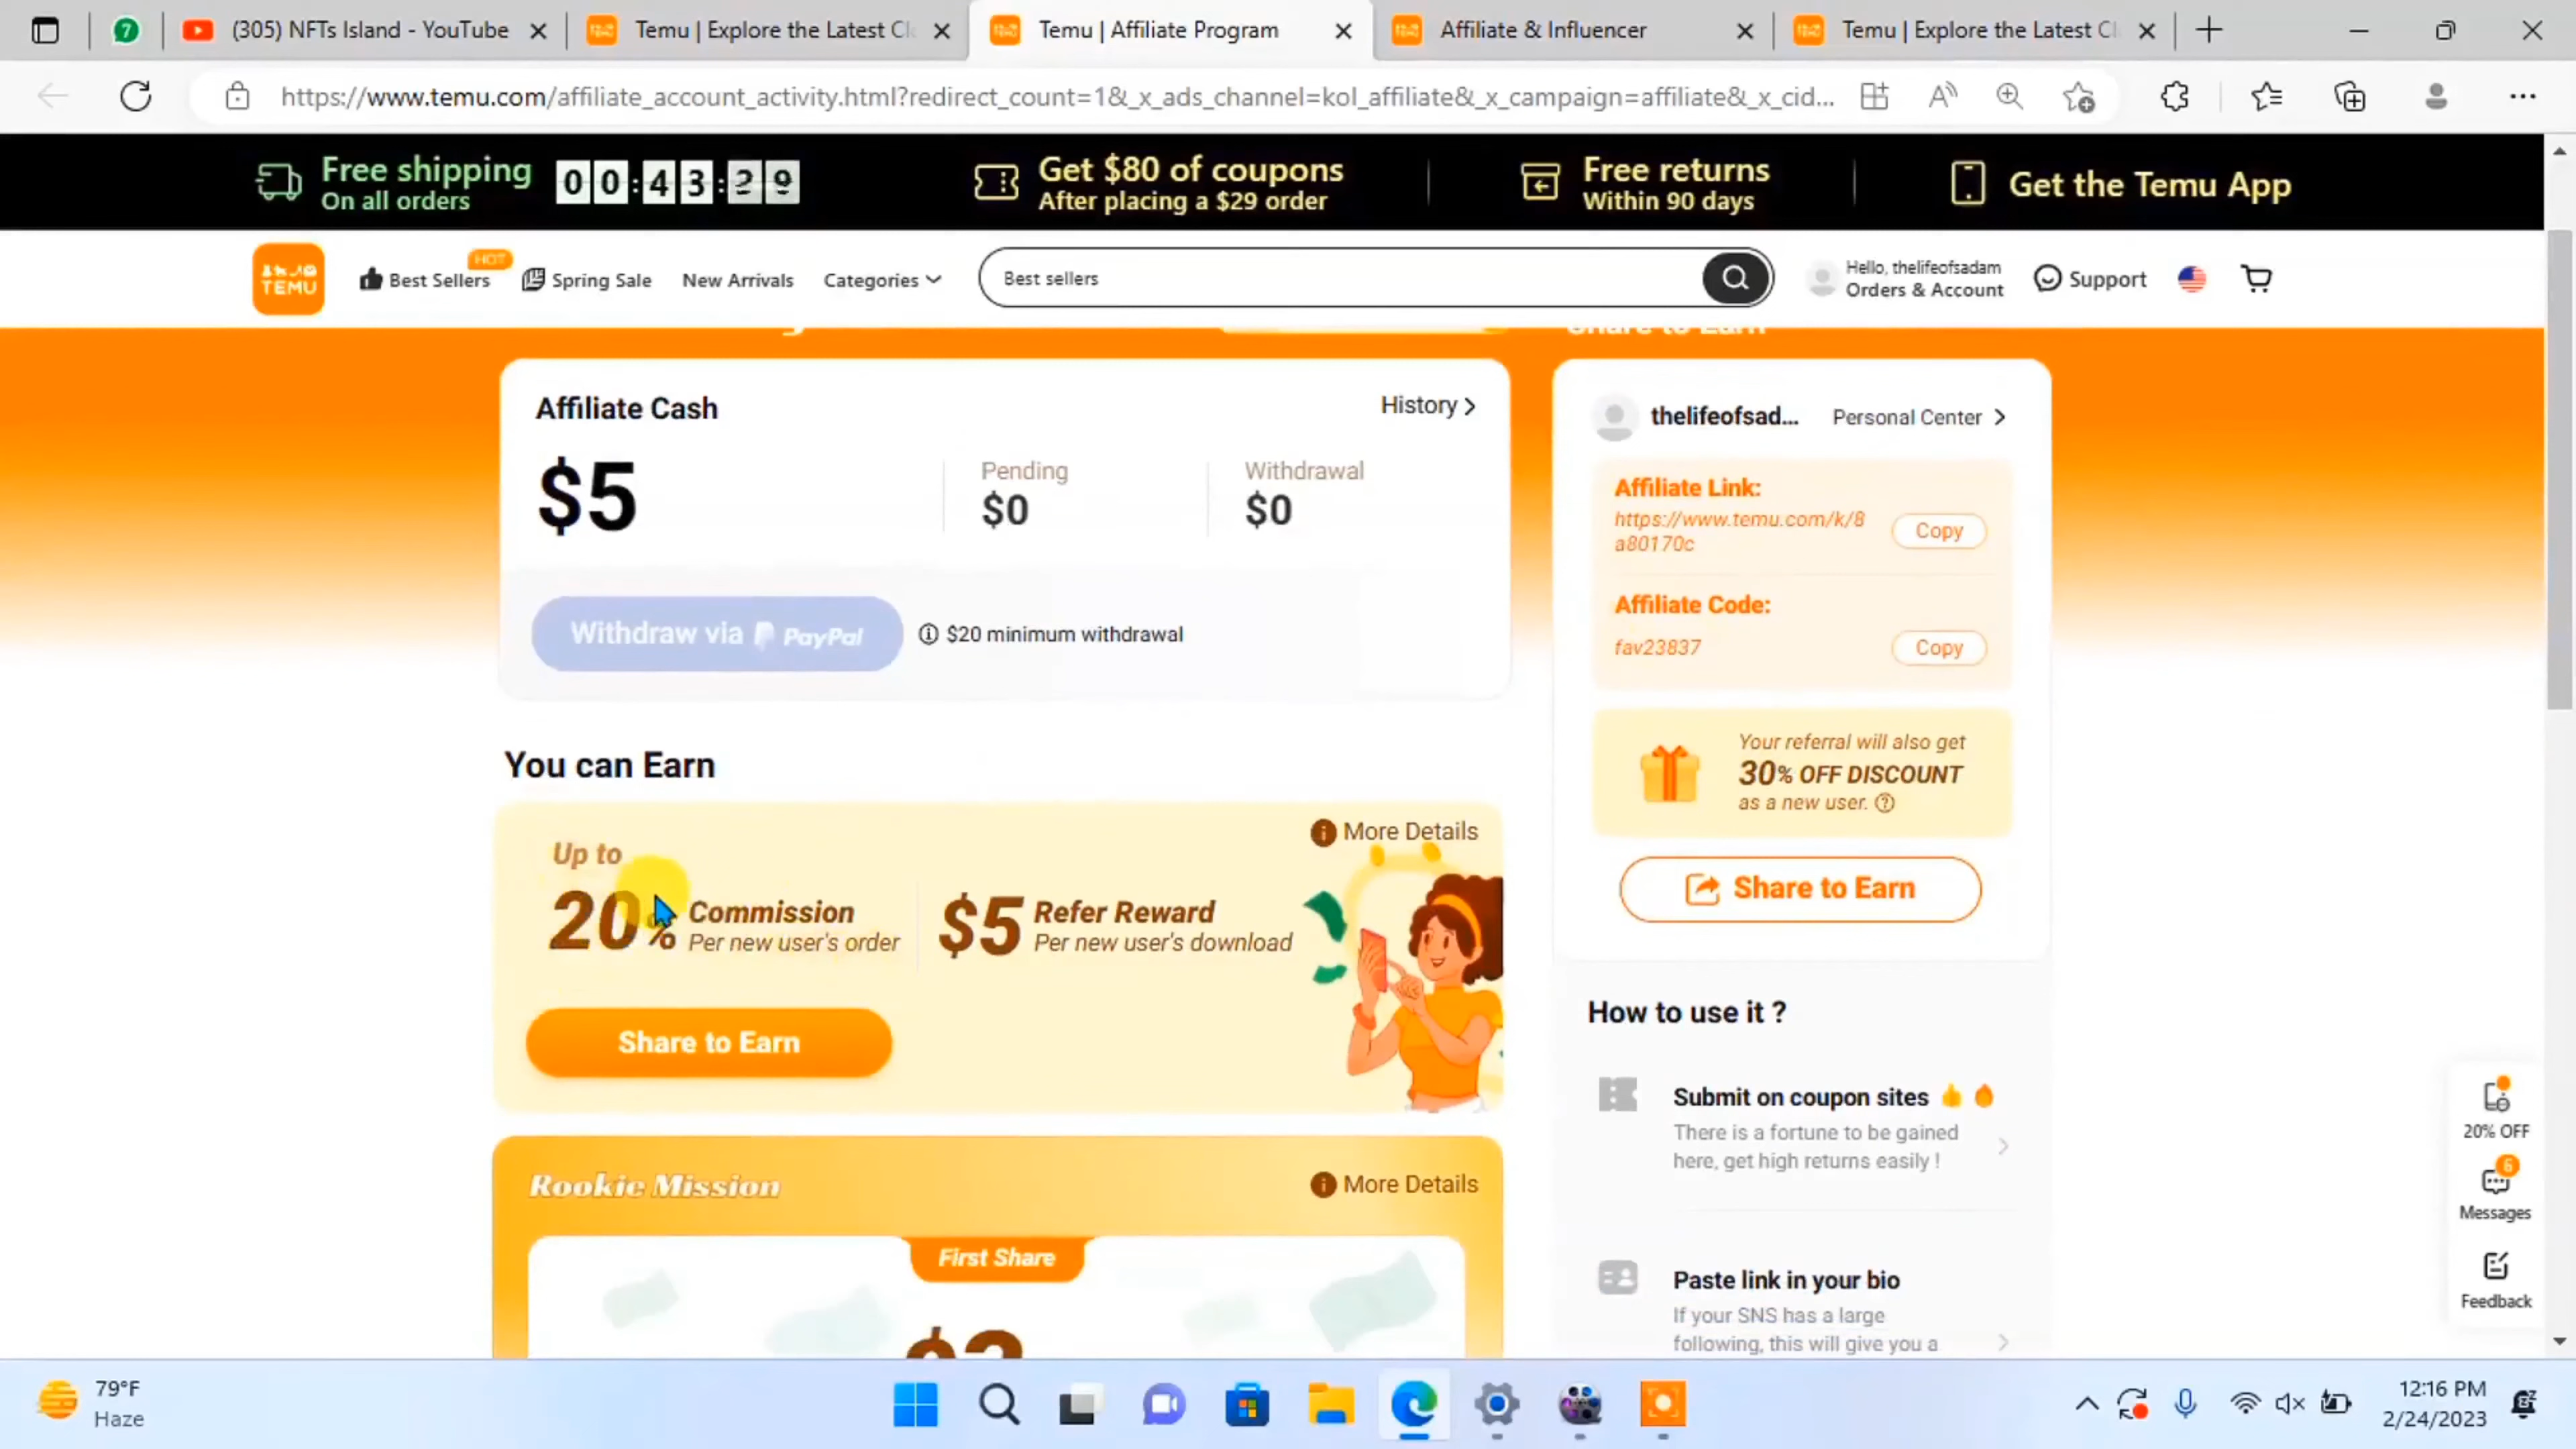 7
(305) NFTs Island - YouTube
Temu | Explore the Latest Cl
Temu | Affiliate Program
Affiliate & Influencer
Temu | Explore the Latest Cl
https://www.temu.com/affiliate_account_activity.html?redirect_count=1&_x_ads_channel=kol_affiliate&_x_campaign=affiliate&_x_cid...
Free shipping
On all orders
00:43:29
Get $80 of coupons
After placing a $29 order
Free returns
Within 90 days
Get the Temu App
TEMU
Best Sellers
HOT
Spring Sale
New Arrivals
Categories
Best sellers
Hello, thelifeofsadam
Orders & Account
Support
Share to Earn
Affiliate Cash
History
$5
Pending
$0
Withdrawal
$0
Withdraw via PayPal
$20 minimum withdrawal
thelifeofsad...
Personal Center
Affiliate Link:
https://www.temu.com/k/8
a80170c
Copy
Affiliate Code:
fav23837
Copy
Your referral will also get
30% OFF DISCOUNT
as a new user.
Share to Earn
You can Earn
More Details
Up to
20% Commission
Per new user's order
$5 Refer Reward
Per new user's download
Share to Earn
Rookie Mission
More Details
First Share
How to use it ?
Submit on coupon sites
There is a fortune to be gained
here, get high returns easily !
Paste link in your bio
If your SNS has a large
following, this will give you a
20% OFF
6
Messages
Feedback
79°F
Haze
12:16 PM
2/24/2023